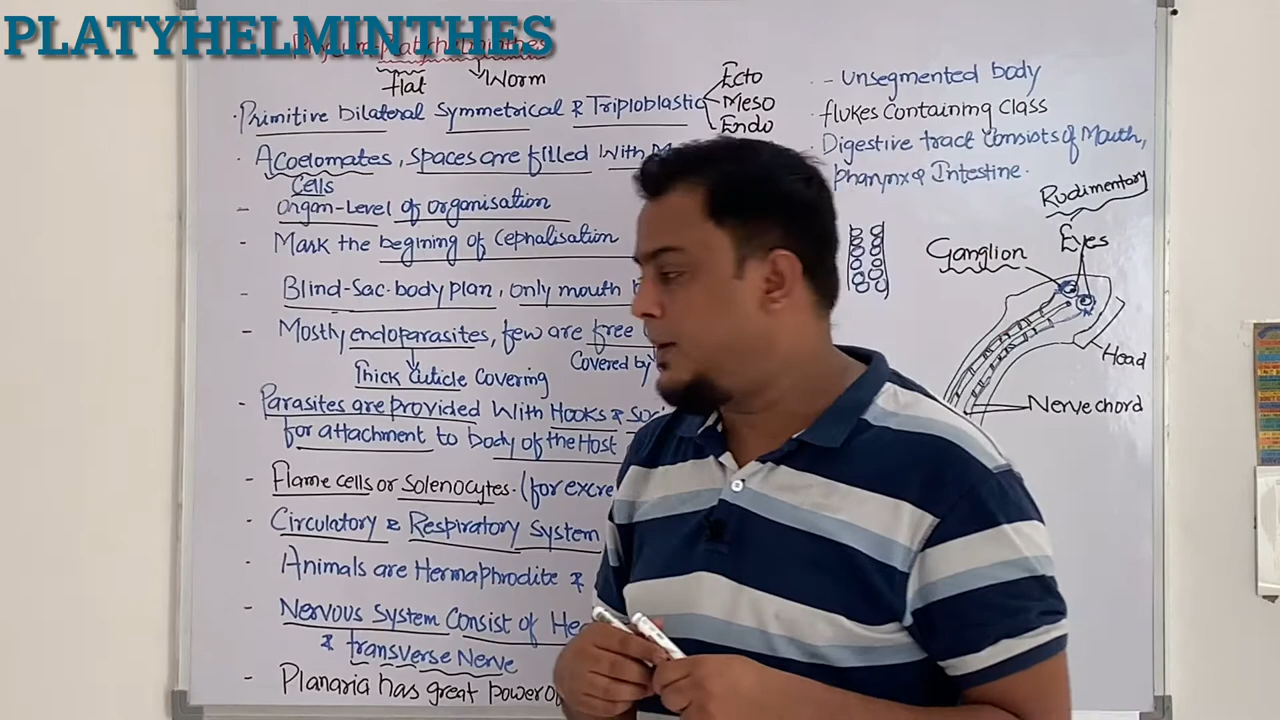 PLATYHELMINTHES
Phylum-Platyhelminthes
flat
Worm
Ecto
Meso
Endo
· Primitive bilateral Symmetrical & Triploblastic
· Acoelomates, spaces are filled With
Cells
- Organ-Level of organisation
- Mark the begining of Cephalisation
- Blind-Sac-body plan, only mouth
- Mostly endoparasites, few are free
Thick Cuticle Covering
Covered by
- Parasites are provided With Hooks &
for attachment to body of the Host
- Flame cells or Solenocytes. (for
- Circulatory & Respiratory System
· Animals are Hermaphrodite &
- Nervous System Consist of
& transverse Nerve
- Planaria has great power
- Unsegmented body
flukes Containing Class
· Digestive tract Consists of Mouth,
pharynx & Intestine.
Rudimentary
Eyes
Ganglion
Head
Nerve chord